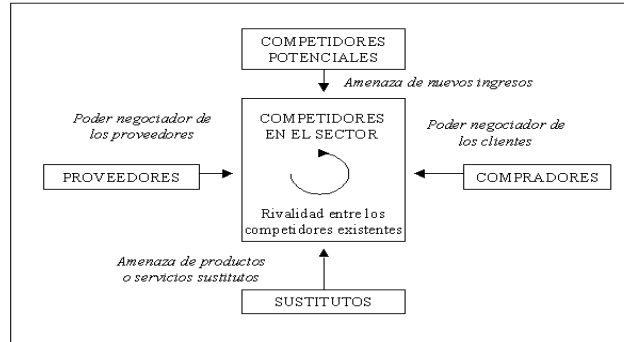 COMPETIDORES
POTENCIALES
Amenaza de nuevos ingresos
Poder negociador de
los proveedores
COMPETIDORES
EN EL SECTOR
Poder negociador de
los clientes
PROVEEDORES
COMPRADORES
Rivalidad entre los
competidores existentes
Amenaza de productos
o servicios sustitutos
SUSTITUTOS